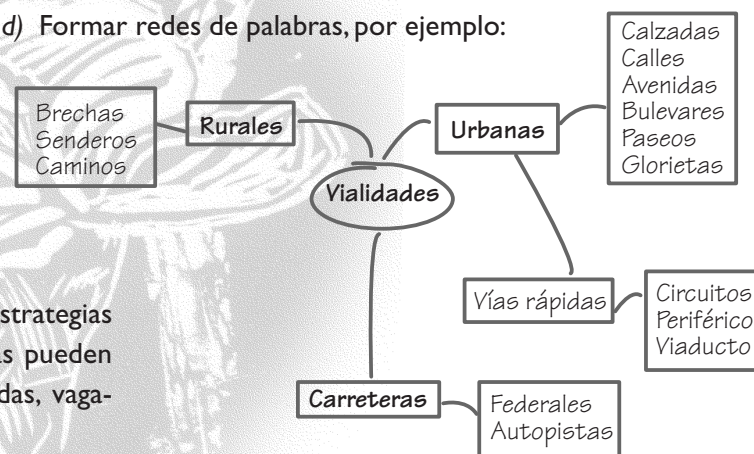 d) Formar redes de palabras, por ejemplo:
Calzadas
Calles
Avenidas
Bulevares
Paseos
Glorietas
Brechas
Senderos
Caminos
Rurales
Urbanas
Vialidades
Vías rápidas
Circuitos
Periférico
Viaducto
strategias
s pueden
das, vaga-
Carreteras
Federales
Autopistas